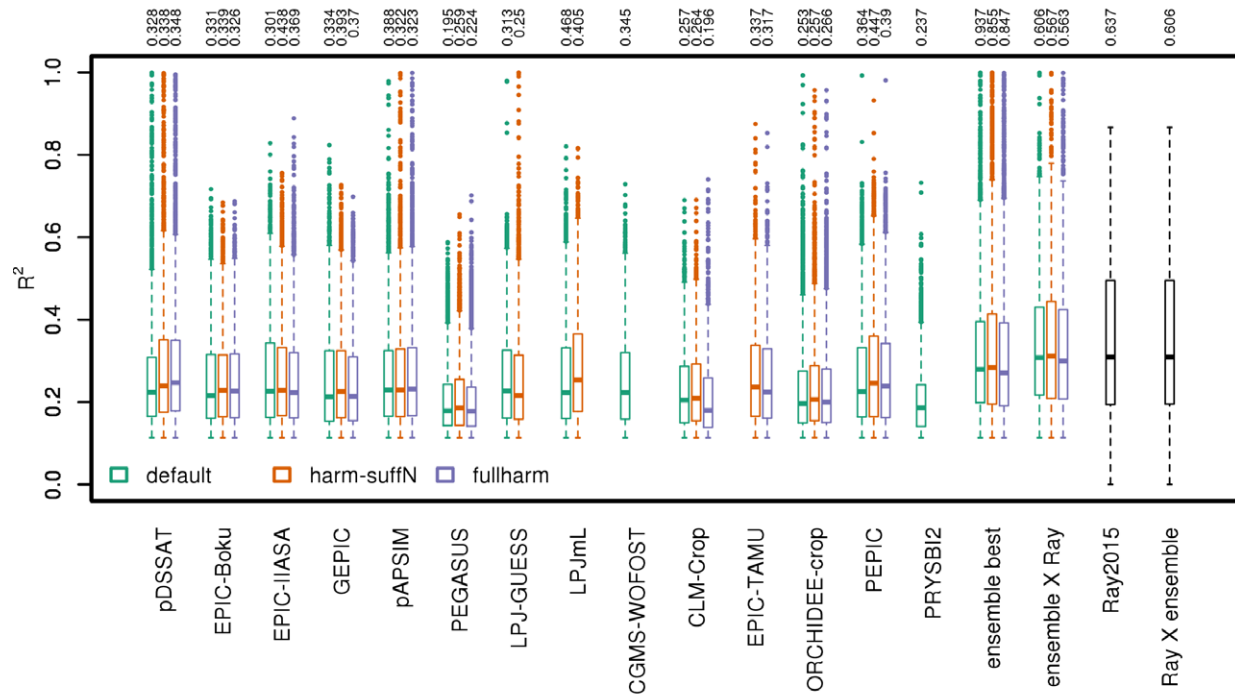 0.328 0.338 0.348 0.331 0.339 0.326 0.301 0.438 0.369 0.334 0.393 0.37 0.388 0.322 0.323 0.195 0.259 0.224 0.313 0.25 0.468 0.405 0.345 0.257 0.264 0.196 0.337 0.317 0.253 0.257 0.266 0.364 0.447 0.39 0.237 0.937 0.855 0.847 0.606 0.567 0.563 0.637 0.606
1.0
0.8
0.6
0.4
0.2
0.0
R²
default harm-suffN fullharm
pDSSAT
EPIC-Boku
EPIC-IIASA
GEPIC
pAPSIM
PEGASUS
LPJ-GUESS
LPJmL
CGMS-WOFOST
CLM-Crop
EPIC-TAMU
ORCHIDEE-crop
PEPIC
PRYSBI2
ensemble best
ensemble X Ray
Ray2015
Ray X ensemble